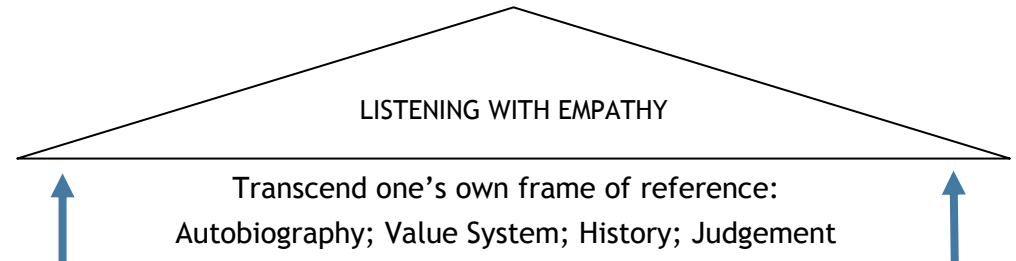 LISTENING WITH EMPATHY
Transcend one’s own frame of reference:
Autobiography; Value System; History; Judgement